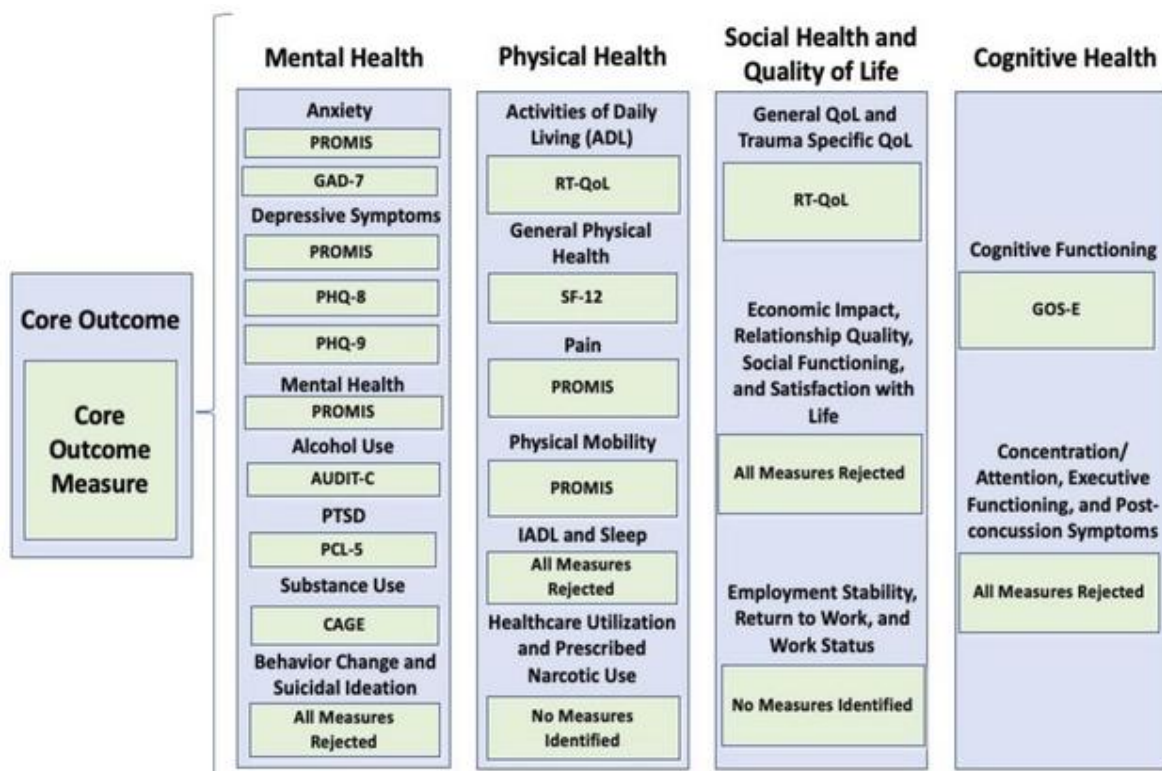 Core Outcome
Core
Outcome
Measure
Mental Health
Anxiety
PROMIS
GAD-7
Depressive Symptoms
PROMIS
PHQ-8
PHQ-9
Mental Health
PROMIS
Alcohol Use
AUDIT-C
PTSD
PCL-5
Substance Use
CAGE
Behavior Change and
Suicidal Ideation
All Measures
Rejected
Physical Health
Activities of Daily
Living (ADL)
RT-QoL
General Physical
Health
SF-12
Pain
PROMIS
Physical Mobility
PROMIS
IADL and Sleep
All Measures
Rejected
Healthcare Utilization
and Prescribed
Narcotic Use
No Measures
Identified
Social Health and
Quality of Life
General QoL and
Trauma Specific QoL
RT-QoL
Economic Impact,
Relationship Quality,
Social Functioning,
and Satisfaction with
Life
All Measures Rejected
Employment Stability,
Return to Work, and
Work Status
No Measures Identified
Cognitive Health
Cognitive Functioning
GOS-E
Concentration/
Attention, Executive
Functioning, and Post-
concussion Symptoms
All Measures Rejected